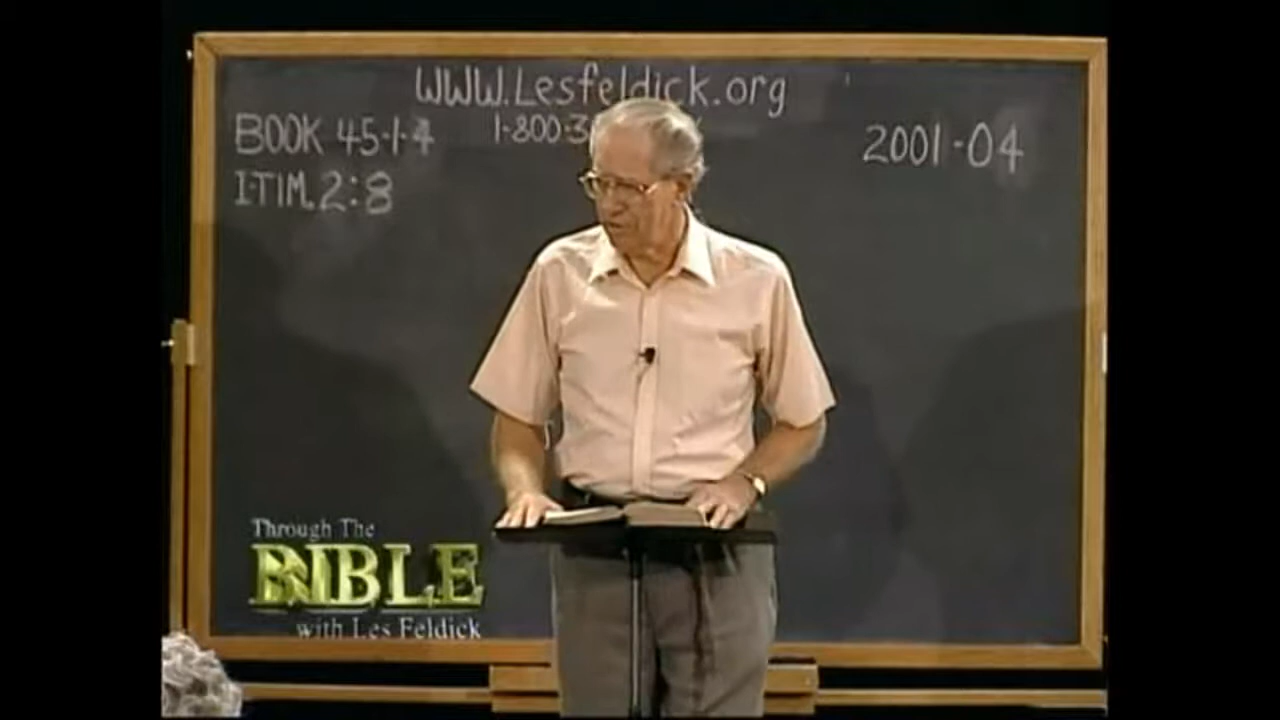 WWW.Lesfeldick.org
BOOK 45-1-4
1-800-3
2001-04
I-TIM. 2:8
Through The
BIBLE
with Les Feldick